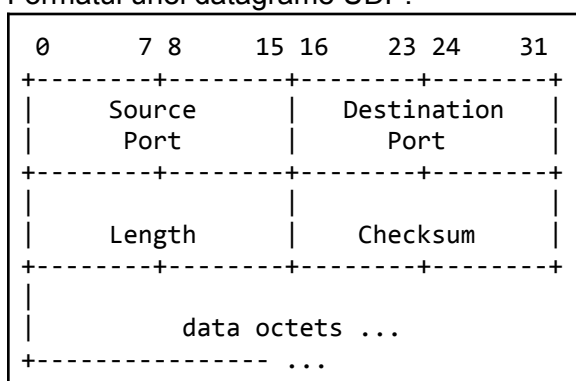 Formatul unei datagrame UDP :
0      7 8     15 16    23 24    31
+--------+--------+--------+--------+
|     Source      |   Destination   |
|      Port       |      Port       |
+--------+--------+--------+--------+
|                 |                 |
|     Length      |    Checksum     |
+--------+--------+--------+--------+
|
|          data octets ...
+---------------- ...